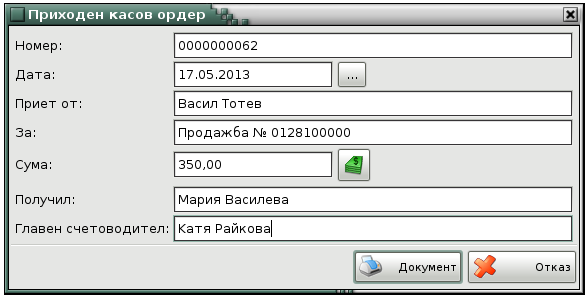 Приходен касов ордер
Номер: 0000000062
Дата: 17.05.2013 ...
Приет от: Васил Тотев
За: Продажба № 0128100000
Сума: 350,00
Получил: Мария Василева
Главен счетоводител: Катя Райкова
Документ Отказ